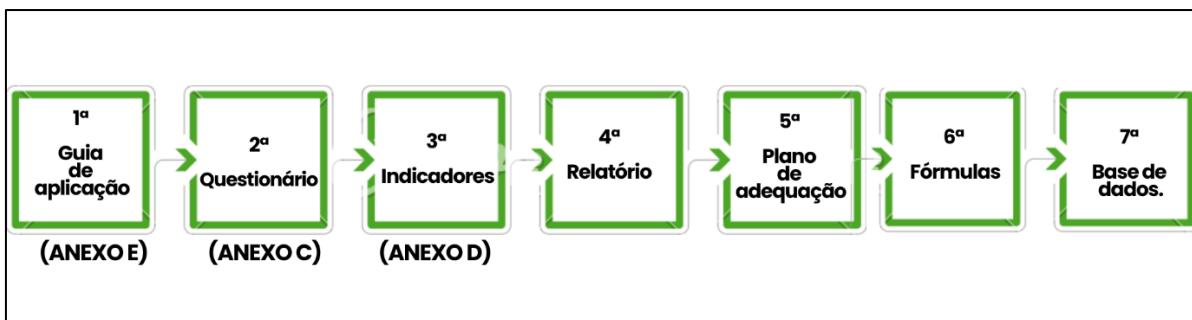 1ª
Guia
de
aplicação
(ANEXO E)
2ª
Questionário
(ANEXO C)
3ª
Indicadores
(ANEXO D)
4ª
Relatório
5ª
Plano
de
adequação
6ª
Fórmulas
7ª
Base de
dados.